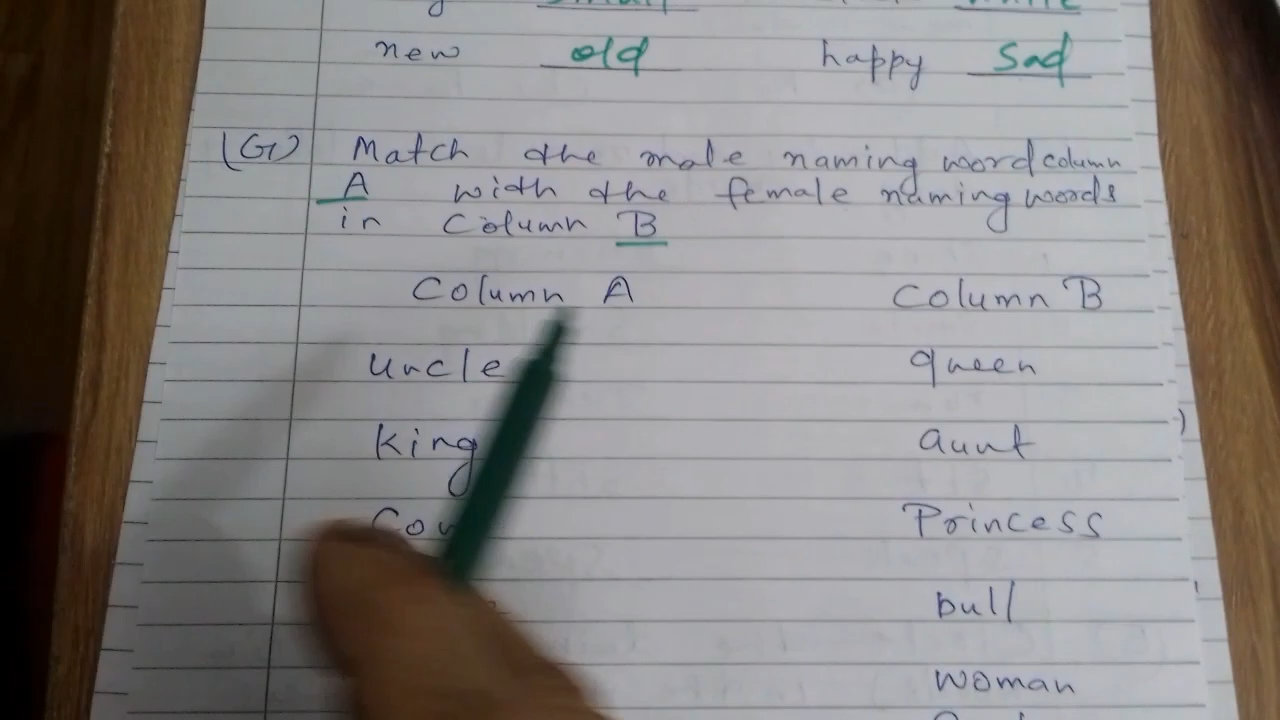 new old happy Sad
(G) Match the male naming word column
A with the female naming words
in Column B
Column A Column B
uncle queen
King aunt
Princess
bull
woman